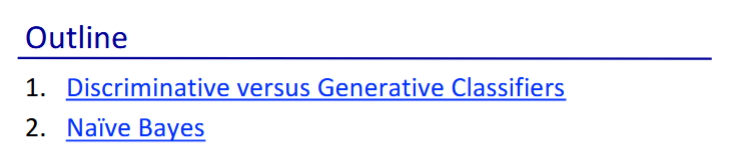 Outline
1. Discriminative versus Generative Classifiers
2. Naïve Bayes